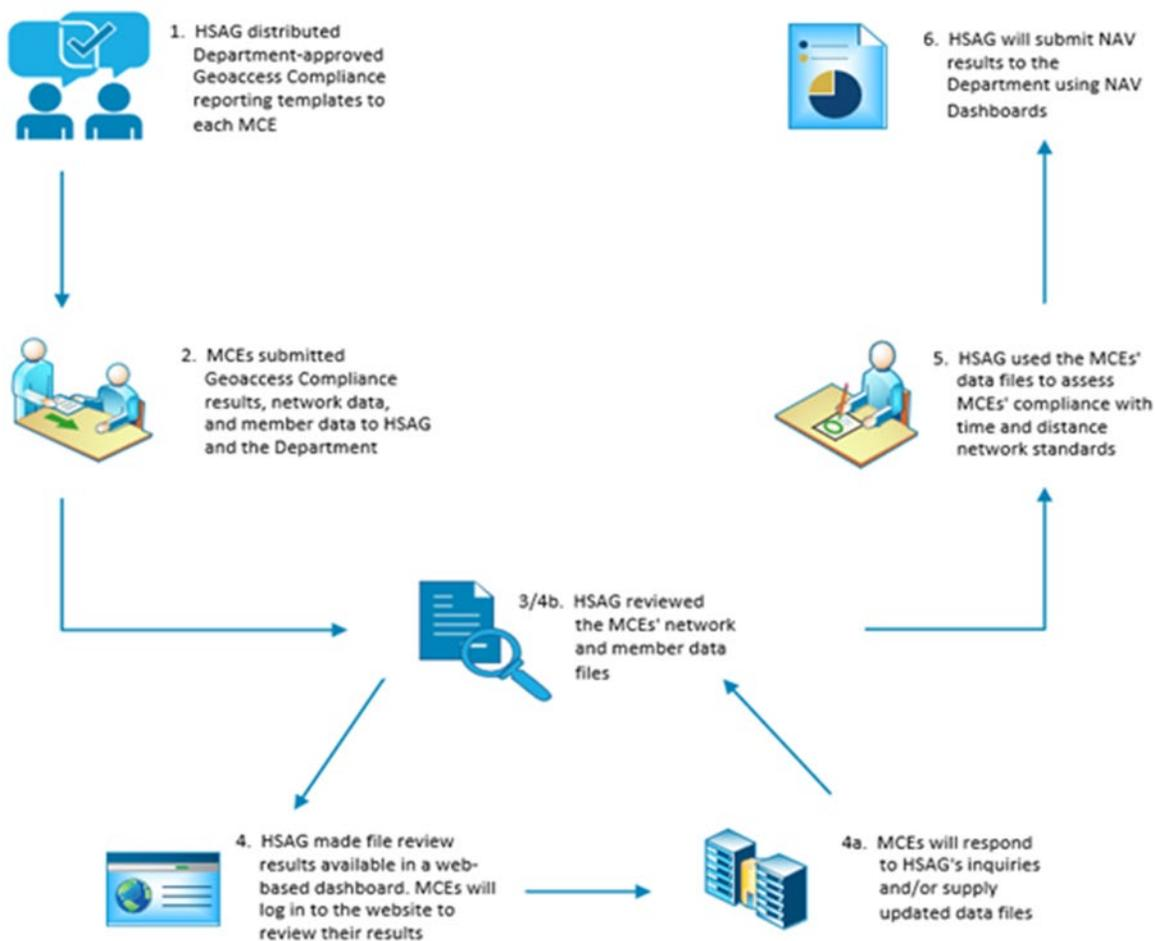 1. HSAG distributed
Department-approved
Geoaccess Compliance
reporting templates to
each MCE
2. MCEs submitted
Geoaccess Compliance
results, network data,
and member data to HSAG
and the Department
3/4b. HSAG reviewed
the MCEs' network
and member data
files
4. HSAG made file review
results available in a web-
based dashboard. MCEs will
log in to the website to
review their results
4a. MCEs will respond
to HSAG's inquiries
and/or supply
updated data files
5. HSAG used the MCEs'
data files to assess
MCEs' compliance with
time and distance
network standards
6. HSAG will submit NAV
results to the
Department using NAV
Dashboards